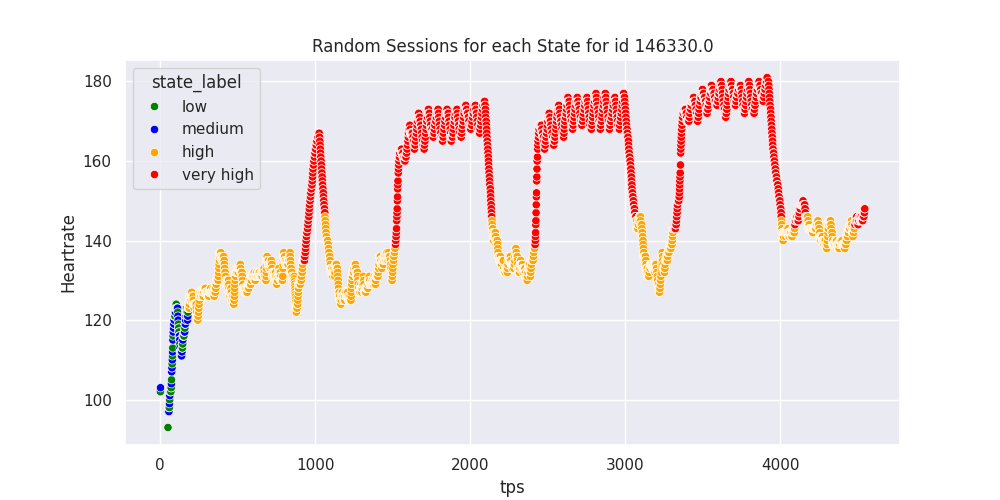 Random Sessions for each State for id 146330.0
state_label
low
medium
high
very high
Heartrate
180
160
140
120
100
0 1000 2000 3000 4000
tps